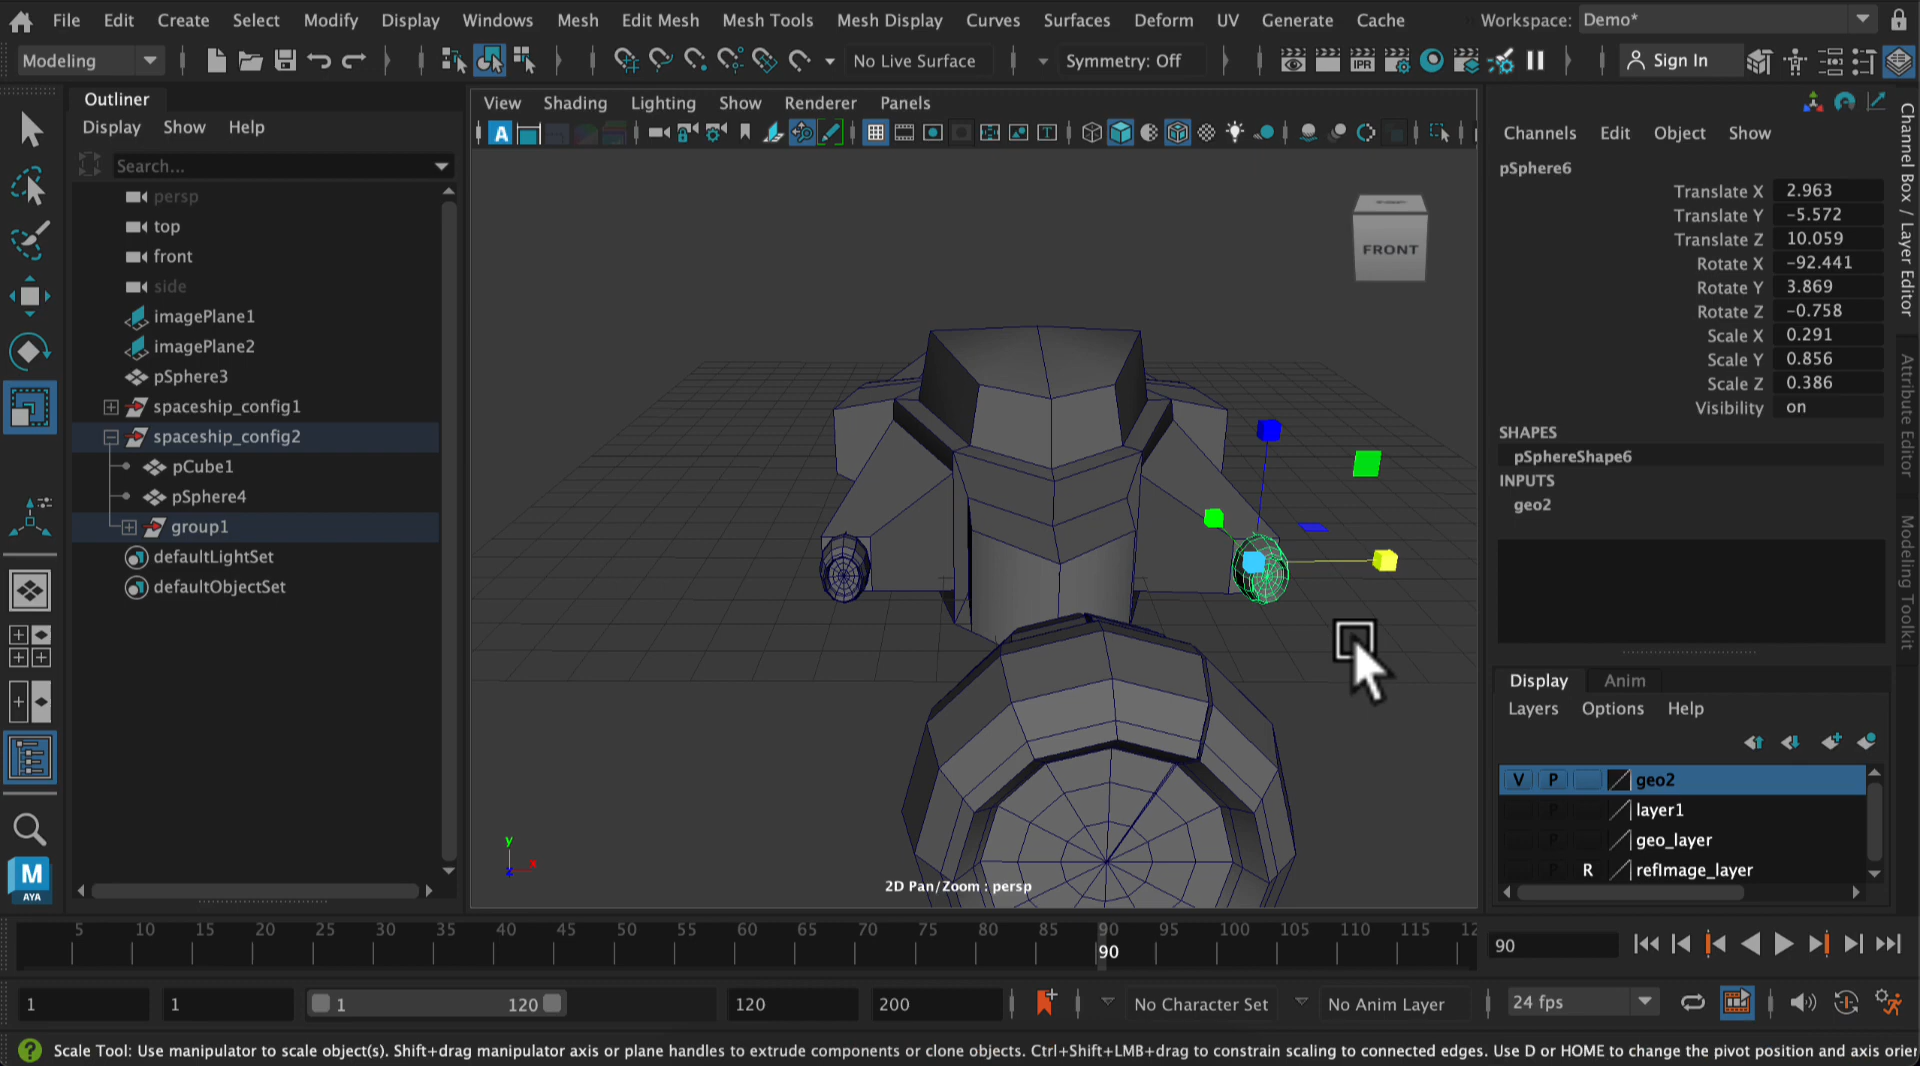 File Edit Create Select Modify Display Windows Mesh Edit Mesh Mesh Tools Mesh Display Curves Surfaces Deform UV Generate Cache Workspace: Demo*
Modeling No Live Surface Symmetry: Off IPR Sign In
Outliner
Display Show Help
Search...
persp
top
front
side
imagePlane1
imagePlane2
pSphere3
spaceship_config1
spaceship_config2
pCube1
pSphere4
group1
defaultLightSet
defaultObjectSet
M
AYA
View Shading Lighting Show Renderer Panels
A T
FRONT
y
x
z
2D Pan/Zoom : persp
Channels Edit Object Show
pSphere6
Translate X 2.963
Translate Y -5.572
Translate Z 10.059
Rotate X -92.441
Rotate Y 3.869
Rotate Z -0.758
Scale X 0.291
Scale Y 0.856
Scale Z 0.386
Visibility on
SHAPES
pSphereShape6
INPUTS
geo2
Channel Box / Layer Editor
Attribute Editor
Modeling Toolkit
Display Anim
Layers Options Help
V P geo2
P layer1
P geo_layer
P R refImage_layer
5 10 15 20 25 30 35 40 45 50 55 60 65 70 75 80 85 90 95 100 105 110 115 12
90
90
1 1 1 120 120 200 No Character Set No Anim Layer 24 fps
? Scale Tool: Use manipulator to scale object(s). Shift+drag manipulator axis or plane handles to extrude components or clone objects. Ctrl+Shift+LMB+drag to constrain scaling to connected edges. Use D or HOME to change the pivot position and axis orier